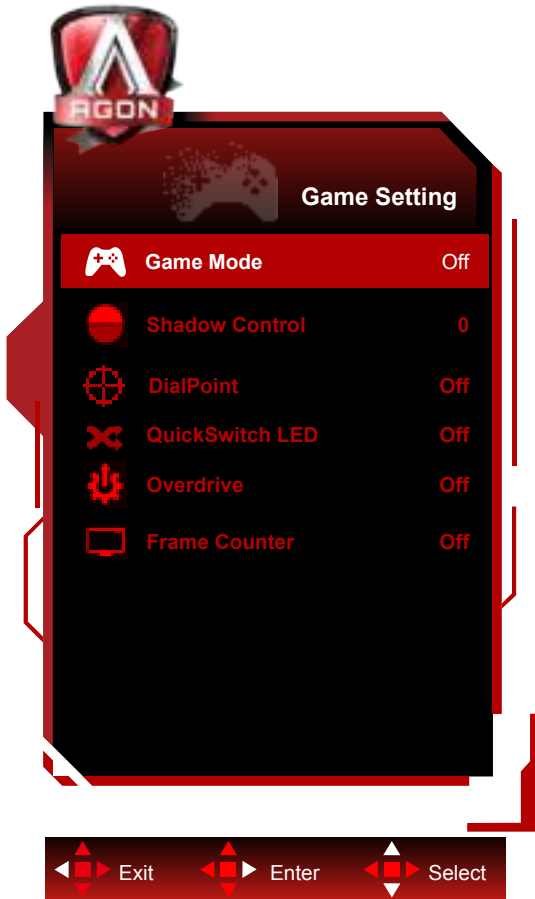 AGON
Game Setting
Game Mode Off
Shadow Control 0
DialPoint Off
QuickSwitch LED Off
Overdrive Off
Frame Counter Off
Exit Enter Select